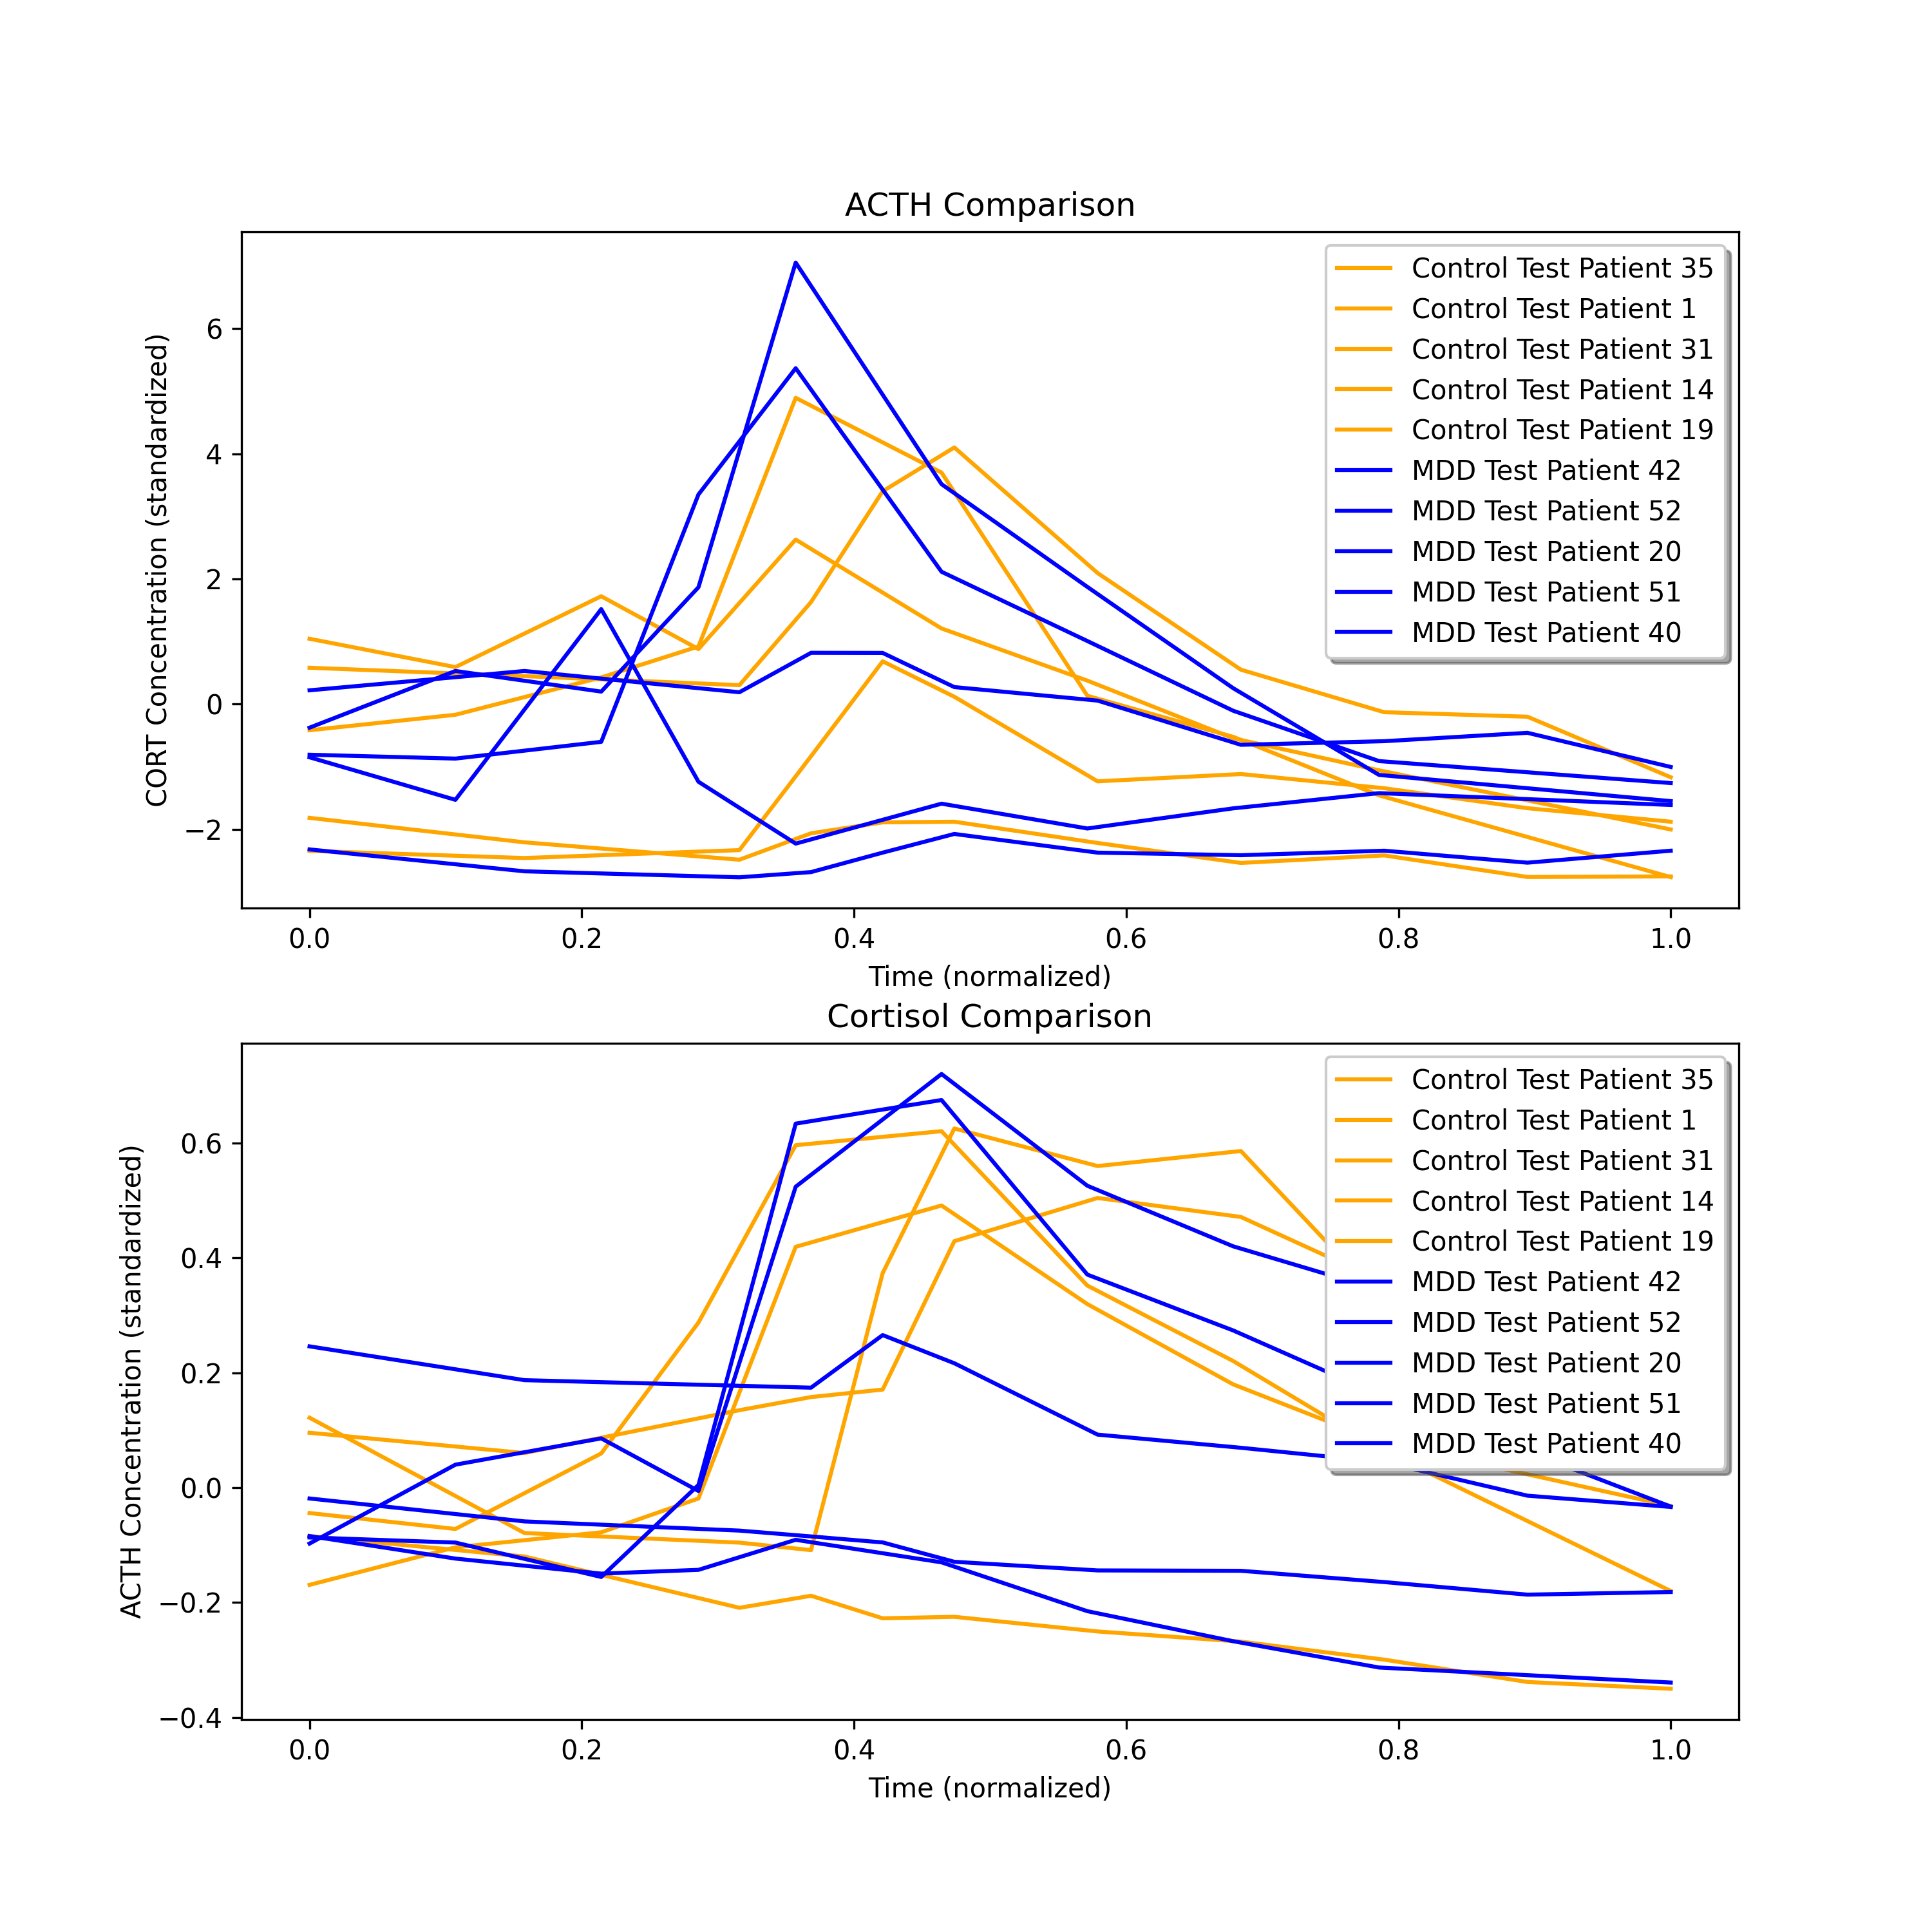 ACTH Comparison
CORT Concentration (standardized)
6
4
2
0
−2
Control Test Patient 35
Control Test Patient 1
Control Test Patient 31
Control Test Patient 14
Control Test Patient 19
MDD Test Patient 42
MDD Test Patient 52
MDD Test Patient 20
MDD Test Patient 51
MDD Test Patient 40
0.0 0.2 0.4 0.6 0.8 1.0
Time (normalized)
Cortisol Comparison
ACTH Concentration (standardized)
0.6
0.4
0.2
0.0
−0.2
−0.4
Control Test Patient 35
Control Test Patient 1
Control Test Patient 31
Control Test Patient 14
Control Test Patient 19
MDD Test Patient 42
MDD Test Patient 52
MDD Test Patient 20
MDD Test Patient 51
MDD Test Patient 40
0.0 0.2 0.4 0.6 0.8 1.0
Time (normalized)